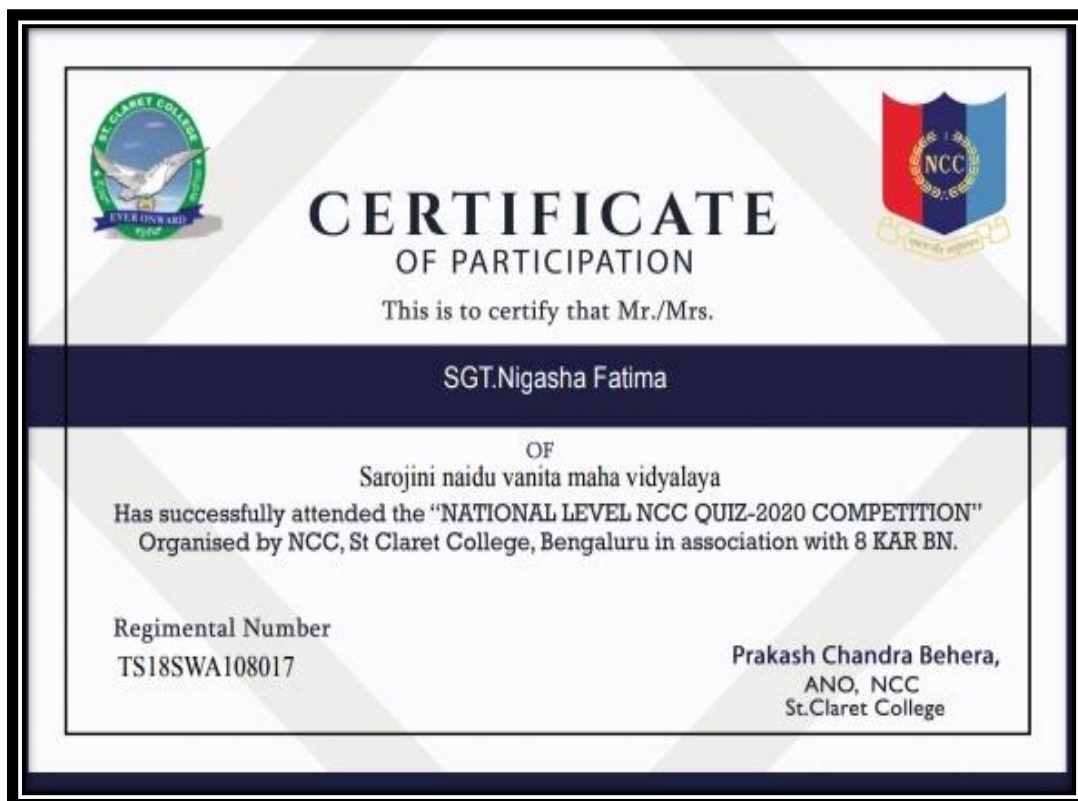 ST. CLARET COLLEGE
EVER ONWARD
NCC
CERTIFICATE
OF PARTICIPATION
This is to certify that Mr./Mrs.
SGT.Nigasha Fatima
OF
Sarojini naidu vanita maha vidyalaya
Has successfully attended the “NATIONAL LEVEL NCC QUIZ-2020 COMPETITION”
Organised by NCC, St Claret College, Bengaluru in association with 8 KAR BN.
Regimental Number
TS18SWA108017
Prakash Chandra Behera,
ANO, NCC
St.Claret College